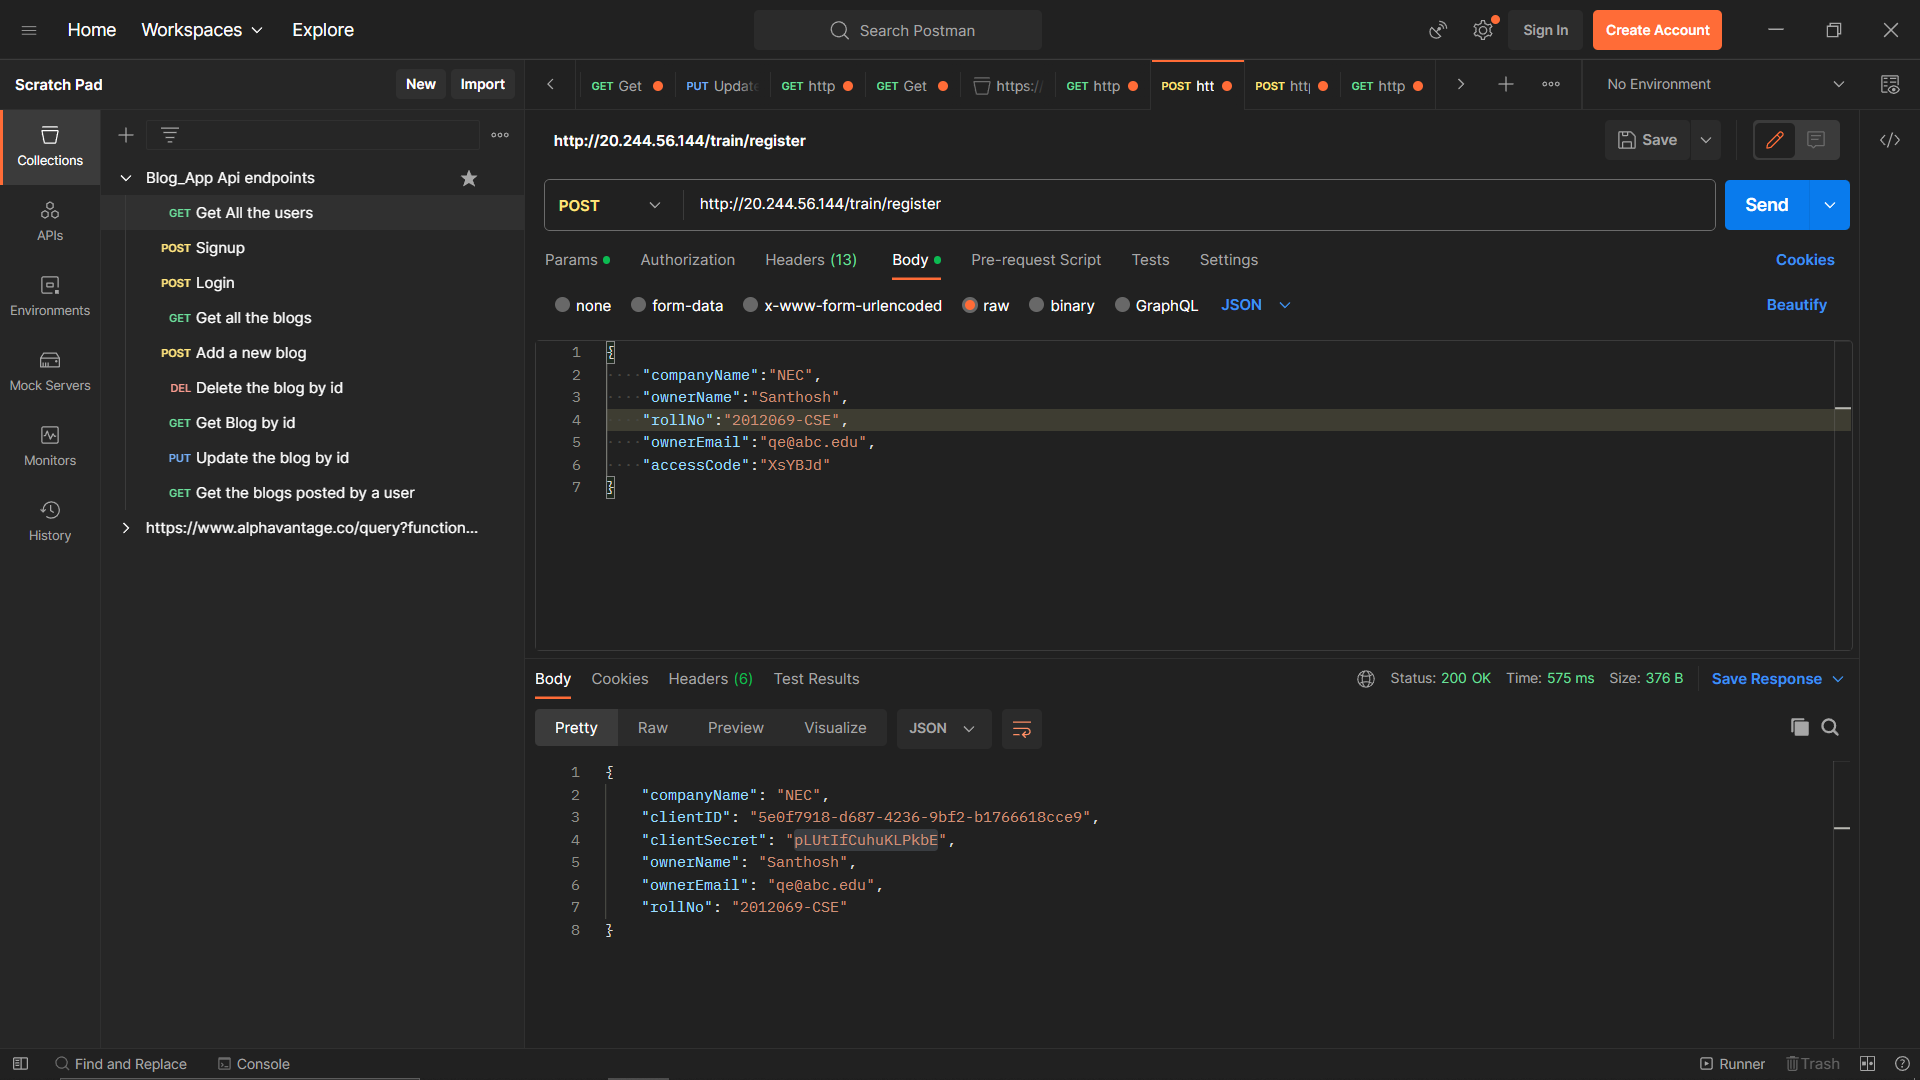 Home Workspaces Explore Search Postman Sign In Create Account
Scratch Pad New Import
GET Get PUT Update GET http GET Get https:// GET http POST htt POST htt GET http No Environment
Collections
APIs
Environments
Mock Servers
Monitors
History
Blog_App Api endpoints
GET Get All the users
POST Signup
POST Login
GET Get all the blogs
POST Add a new blog
DEL Delete the blog by id
GET Get Blog by id
PUT Update the blog by id
GET Get the blogs posted by a user
https://www.alphavantage.co/query?function...
http://20.244.56.144/train/register Save
POST http://20.244.56.144/train/register Send
Params Authorization Headers (13) Body Pre-request Script Tests Settings Cookies
none form-data x-www-form-urlencoded raw binary GraphQL JSON Beautify
1 {
2 "companyName":"NEC",
3 "ownerName":"Santhosh",
4 "rollNo":"2012069-CSE",
5 "ownerEmail":"qe@abc.edu",
6 "accessCode":"XsYBJd"
7 }
Body Cookies Headers (6) Test Results Status: 200 OK Time: 575 ms Size: 376 B Save Response
Pretty Raw Preview Visualize JSON
1 {
2 "companyName": "NEC",
3 "clientID": "5e0f7918-d687-4236-9bf2-b1766618cce9",
4 "clientSecret": "pLUtIfCuhuKLPkbE",
5 "ownerName": "Santhosh",
6 "ownerEmail": "qe@abc.edu",
7 "rollNo": "2012069-CSE"
8 }
Find and Replace Console Runner Trash